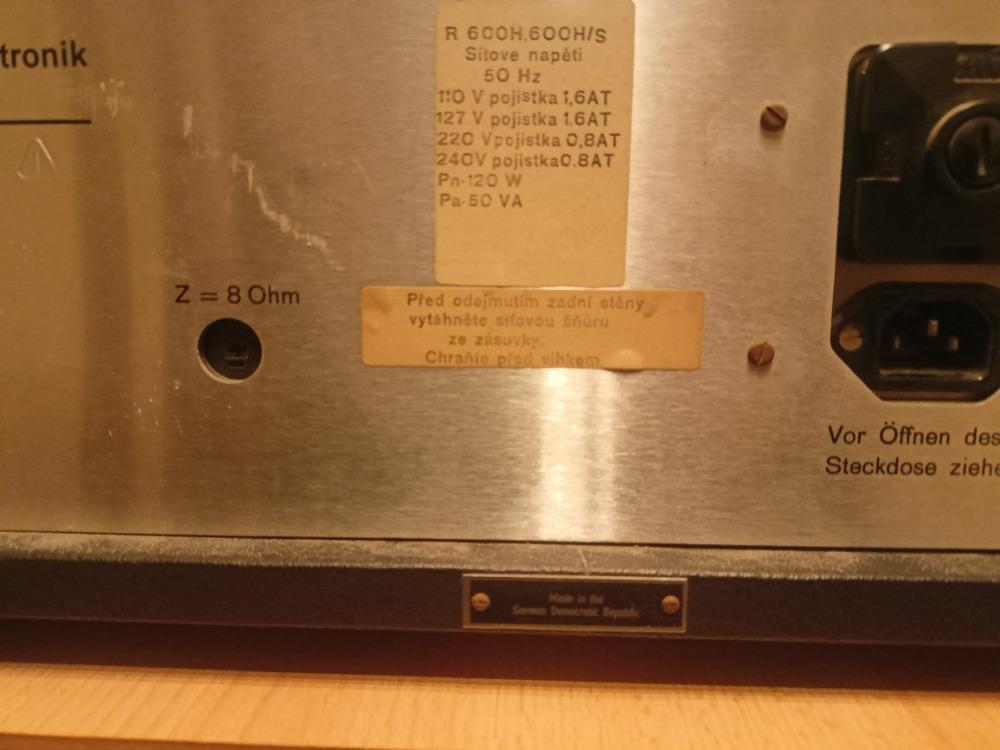 tronik
R 600H.600H/S
Sítove napětí
50 Hz
110 V pojistka 1,6AT
127 V pojistka 1.6AT
220 Vpojistka 0,8AT
240V pojistka0.8AT
Pn-120 W
Pa-50 VA
Z = 8 Ohm
Před odejmutím zadní stěny
vytáhněte síťovou šňůru
ze zásuvky.
Chraňte před vlhkem
Vor Öffnen des
Steckdose ziehe
Made in the
German Democratic Republic